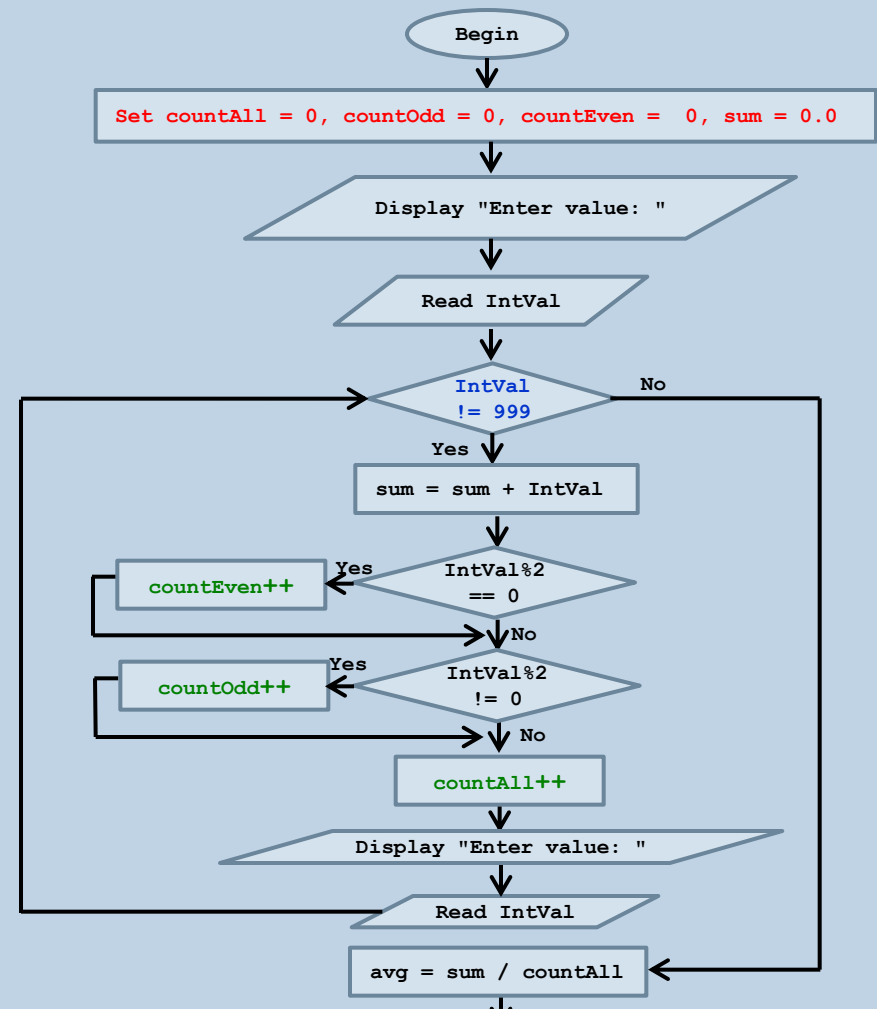 Begin
Set countAll = 0, countOdd = 0, countEven =  0, sum = 0.0
Display "Enter value: "
Read IntVal
IntVal
!= 999
No
Yes
sum = sum + IntVal
IntVal%2
== 0
Yes
countEven++
No
IntVal%2
!= 0
Yes
countOdd++
No
countAll++
Display "Enter value: "
Read IntVal
avg = sum / countAll